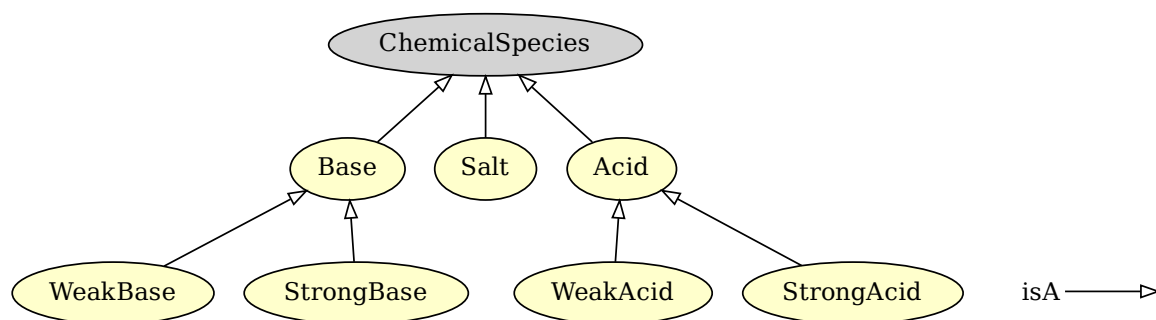 ChemicalSpecies
Base
Salt
Acid
WeakBase
StrongBase
WeakAcid
StrongAcid
isA